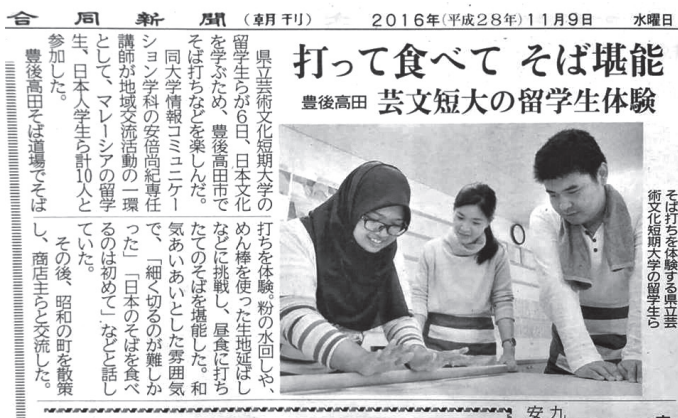 合同新聞（朝刊）　2016年（平成28年）11月9日　水曜日
打って食べて そば堪能
豊後高田　芸文短大の留学生体験
県立芸術文化短期大学の
留学生らが６日、日本文化
を学ぶため、豊後高田市で
そば打ちなどを楽しんだ。
同大学情報コミュニケー
ション学科の安倍尚紀専任
講師が地域交流活動の一環
として、マレーシアの留学
生、日本人学生ら計10人と
参加した。
豊後高田そば道場でそば
打ちを体験。粉の水回しや、
めん棒を使った生地延ばし
などに挑戦し、昼食に打ち
たてのそばを堪能した。和
気あいあいとした雰囲気
で、「細く切るのが難しか
った」「日本のそばを食べ
るのは初めて」などと話し
ていた。
その後、昭和の町を散策
し、商店主らと交流した。
そば打ちを体験する県立芸
術文化短期大学の留学生ら
九
安